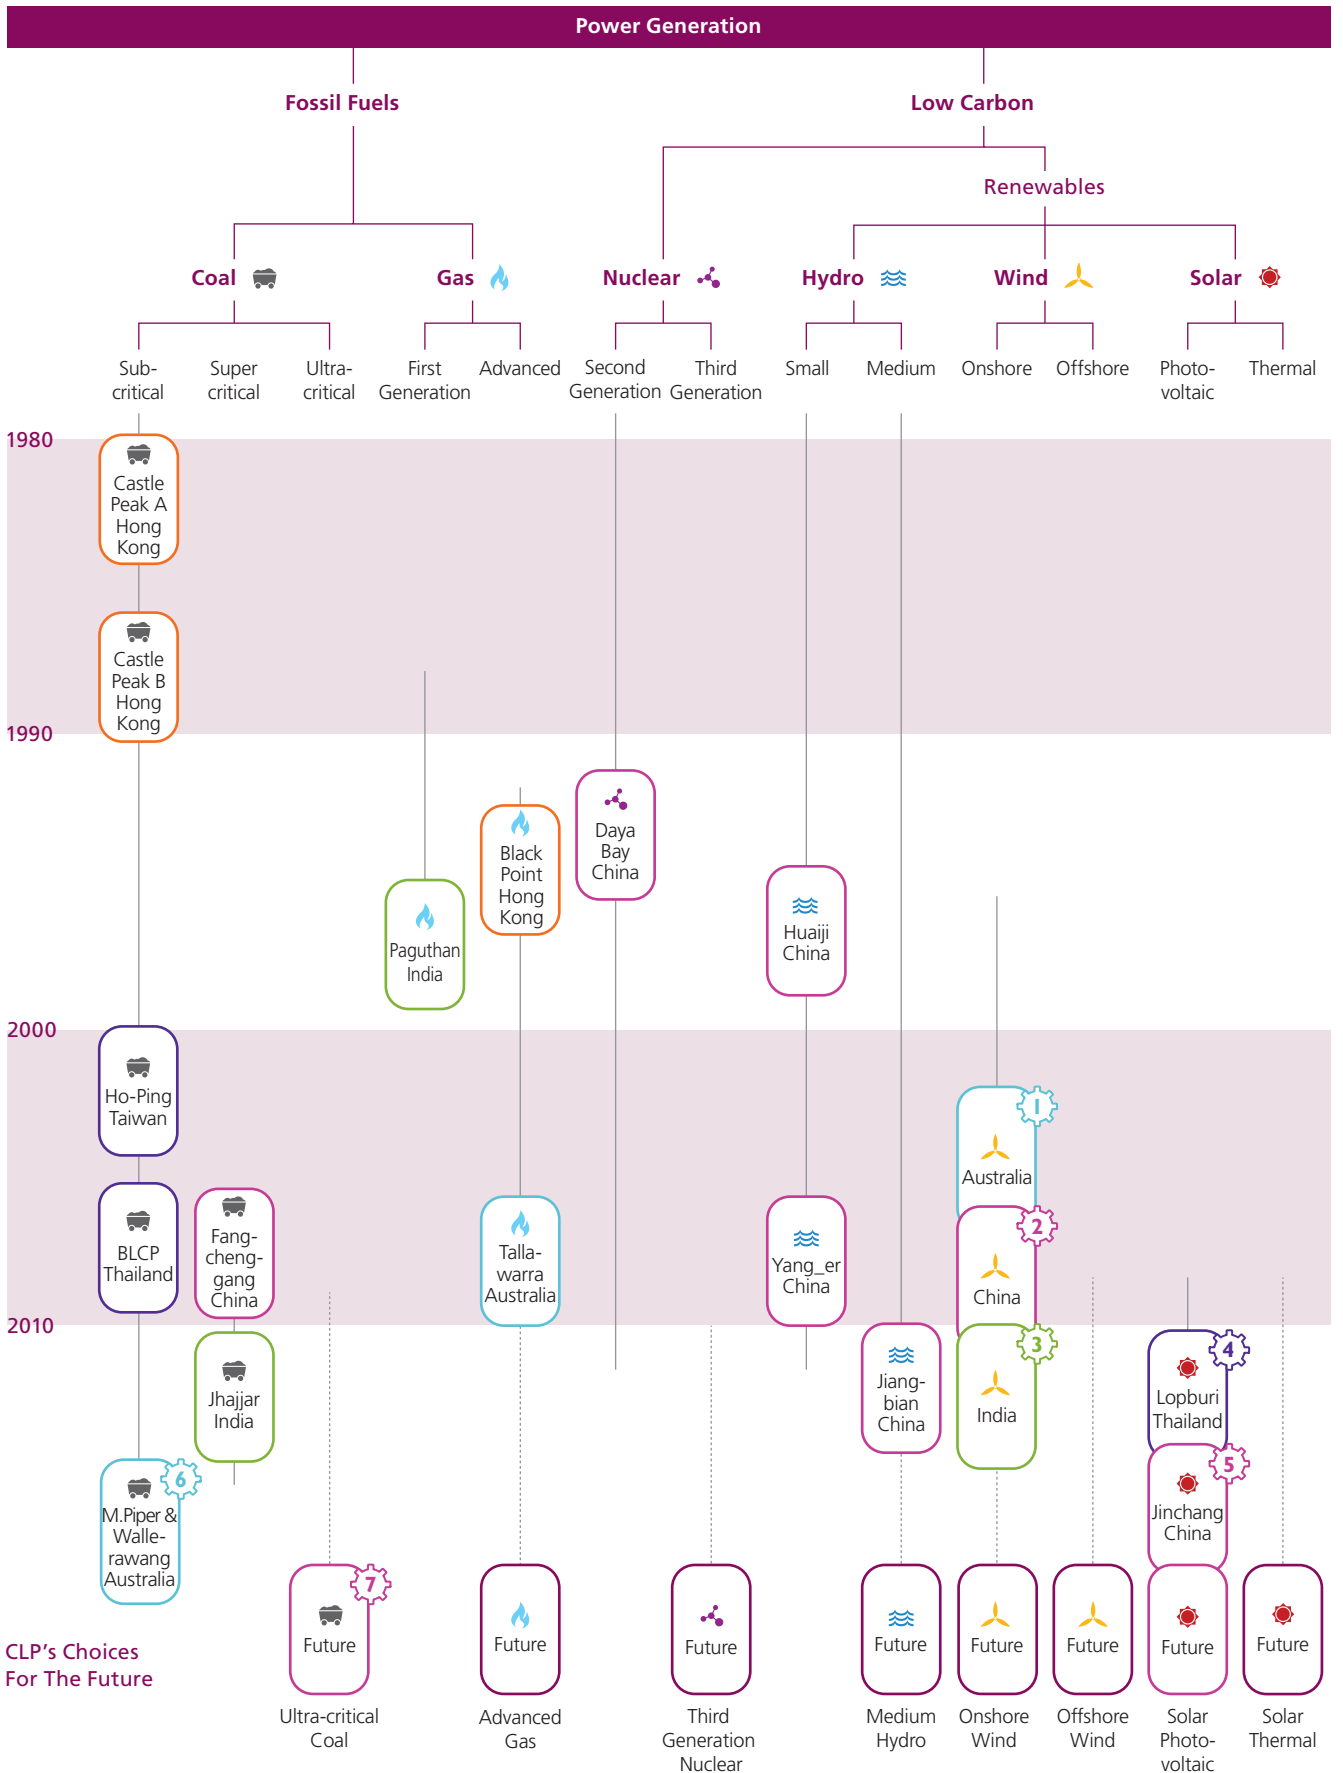 Power Generation
Fossil Fuels
Low Carbon
Renewables
Coal
Gas
Nuclear
Hydro
Wind
Solar
Sub-
critical
Super
critical
Ultra-
critical
First
Generation
Advanced
Second
Generation
Third
Generation
Small
Medium
Onshore
Offshore
Photo-
voltaic
Thermal
1980
Castle
Peak A
Hong
Kong
Castle
Peak B
Hong
Kong
1990
Daya
Bay
China
Black
Point
Hong
Kong
Paguthan
India
Huaiji
China
2000
Ho-Ping
Taiwan
1
Australia
BLCP
Thailand
Fang-
cheng-
gang
China
Talla-
warra
Australia
Yang_er
China
2
China
2010
Jhajjar
India
Jiang-
bian
China
3
India
4
Lopburi
Thailand
5
Jinchang
China
6
M.Piper &
Walle-
rawang
Australia
7
Future
Future
Future
Future
Future
Future
Future
Future
CLP's Choices
For The Future
Ultra-critical
Coal
Advanced
Gas
Third
Generation
Nuclear
Medium
Hydro
Onshore
Wind
Offshore
Wind
Solar
Photo-
voltaic
Solar
Thermal